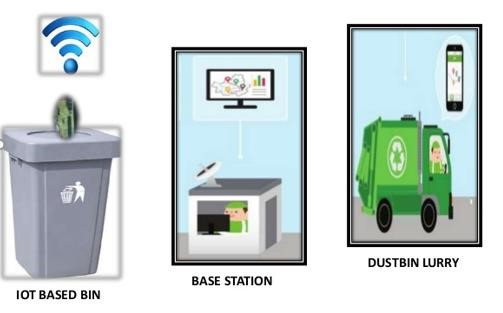 IOT BASED BIN
BASE STATION
DUSTBIN LURRY